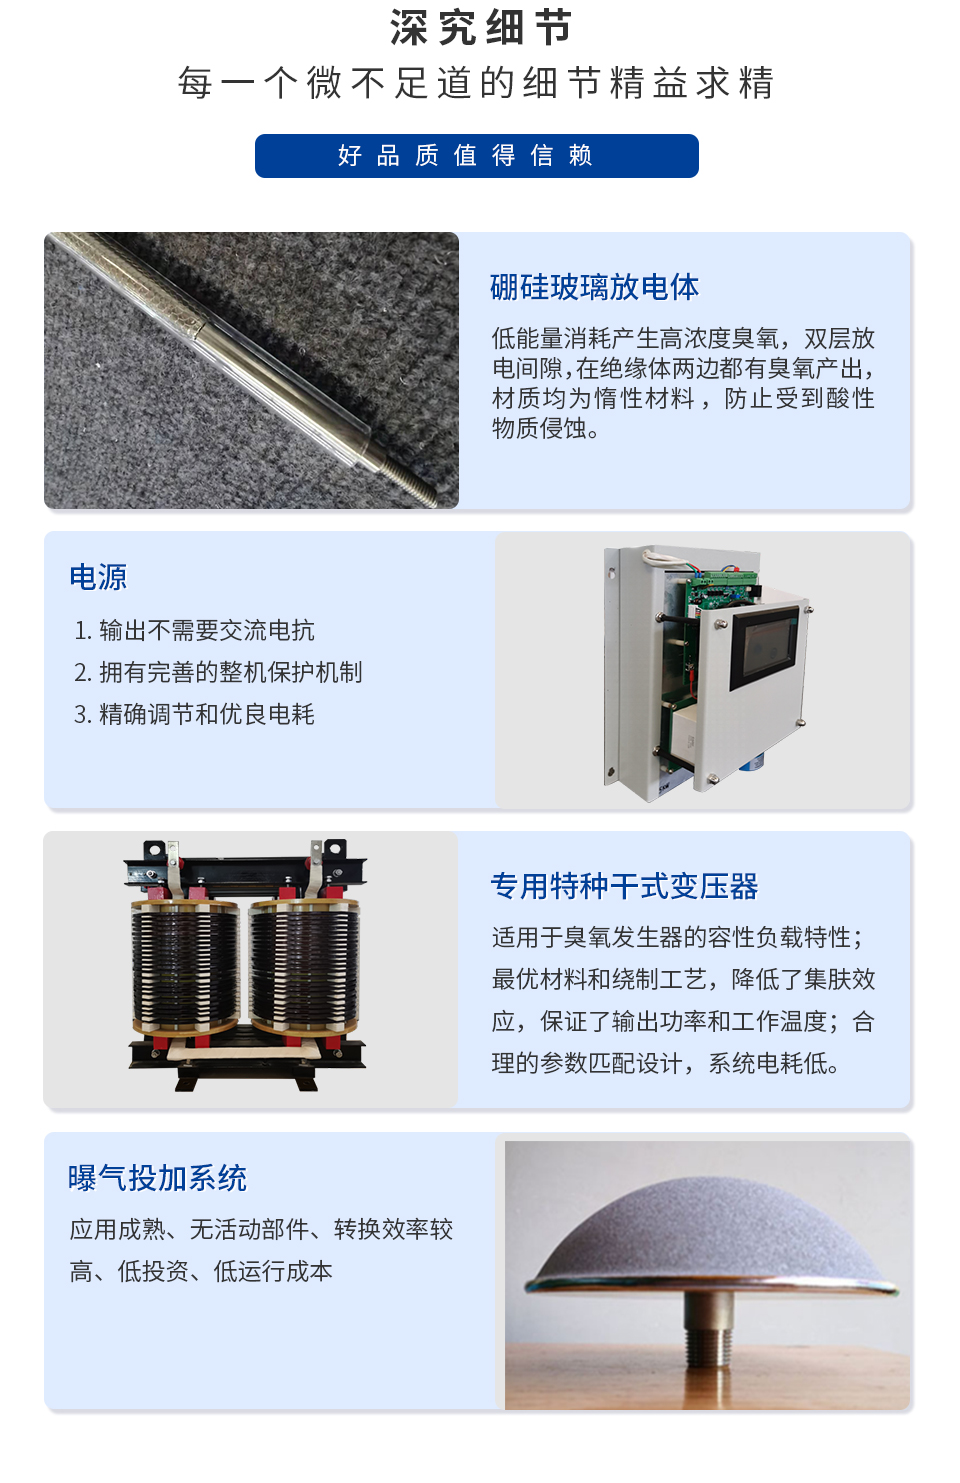 深究细节
每一个微不足道的细节精益求精
好品质值得信赖
硼硅玻璃放电体
低能量消耗产生高浓度臭氧，双层放
电间隙，在绝缘体两边都有臭氧产出，
材质均为惰性材料，防止受到酸性
物质侵蚀。
电源
1. 输出不需要交流电抗
2. 拥有完善的整机保护机制
3. 精确调节和优良电耗
专用特种干式变压器
适用于臭氧发生器的容性负载特性；
最优材料和绕制工艺，降低了集肤效
应，保证了输出功率和工作温度；合
理的参数匹配设计，系统电耗低。
曝气投加系统
应用成熟、无活动部件、转换效率较
高、低投资、低运行成本